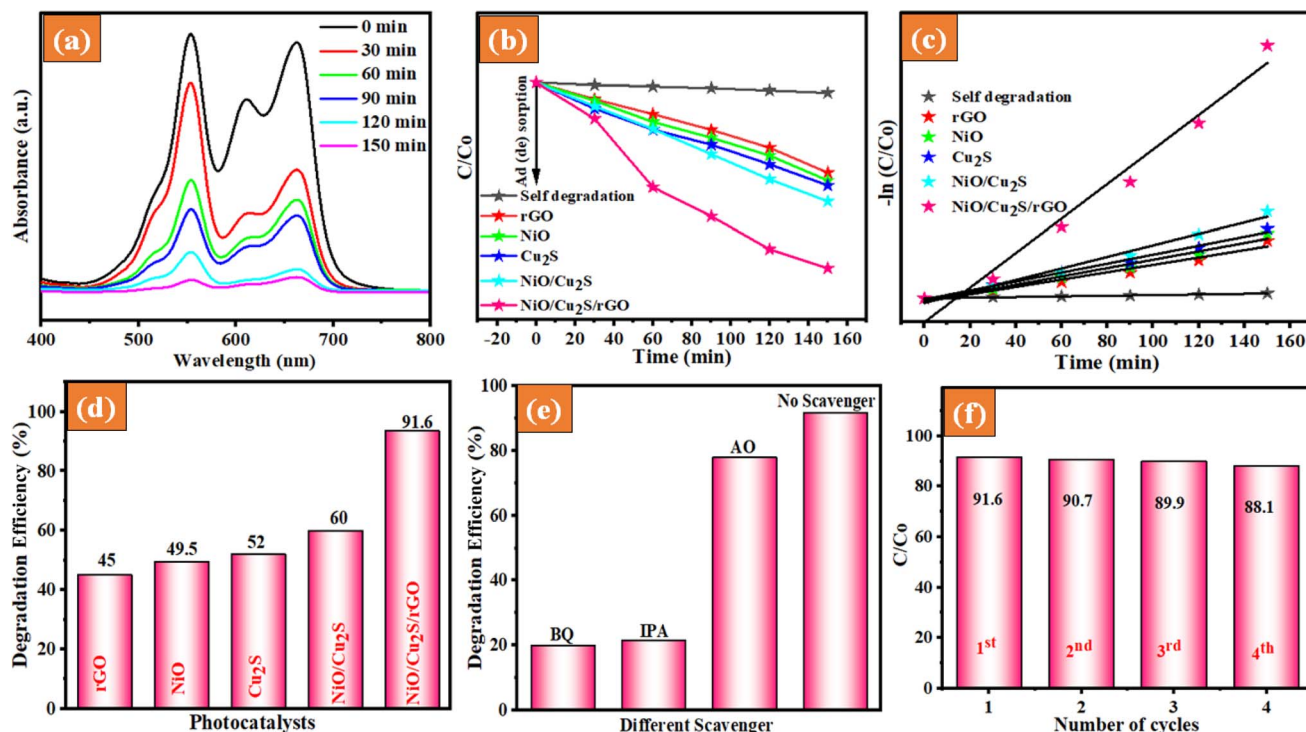 (a)
0 min
30 min
60 min
90 min
120 min
150 min
Absorbance (a.u.)
400 500 600 700 800
Wavelength (nm)
(b)
C/Co
Ad (de) sorption
Self degradation
rGO
NiO
Cu₂S
NiO/Cu₂S
NiO/Cu₂S/rGO
-20 0 20 40 60 80 100 120 140 160
Time (min)
(c)
-ln (C/Co)
Self degradation
rGO
NiO
Cu₂S
NiO/Cu₂S
NiO/Cu₂S/rGO
0 20 40 60 80 100 120 140 160
Time (min)
(d)
Degradation Efficiency (%)
100
80
60
40
20
0
45
49.5
52
60
91.6
rGO
NiO
Cu₂S
NiO/Cu₂S
NiO/Cu₂S/rGO
Photocatalysts
(e)
Degradation Efficiency (%)
100
80
60
40
20
0
BQ
IPA
AO
No Scavenger
Different Scavenger
(f)
C/Co
100
80
60
40
20
0
91.6
90.7
89.9
88.1
1st
2nd
3rd
4th
1 2 3 4
Number of cycles